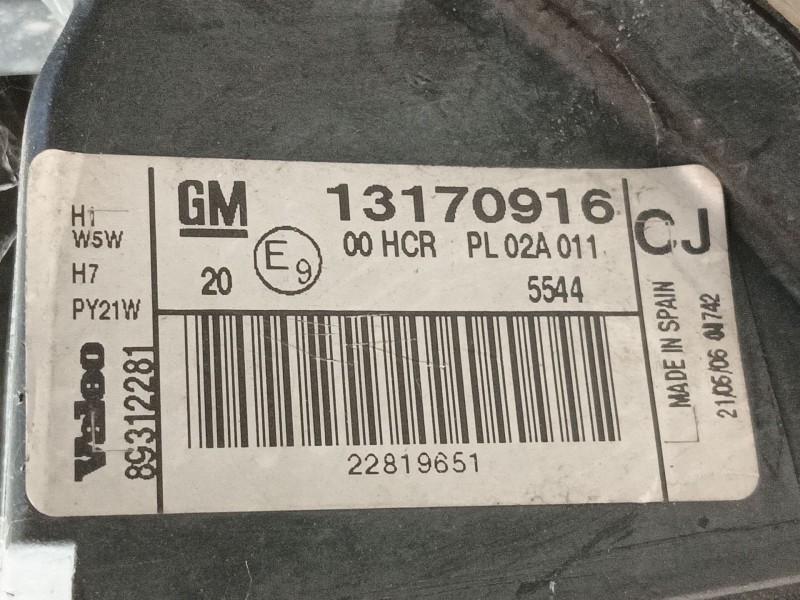 H1
W5W
H7
PY21W
Valeo
89312281
GM 13170916
00 HCR PL 02A 011
20 E9 5544
22819651
CJ
MADE IN SPAIN
21/05/06